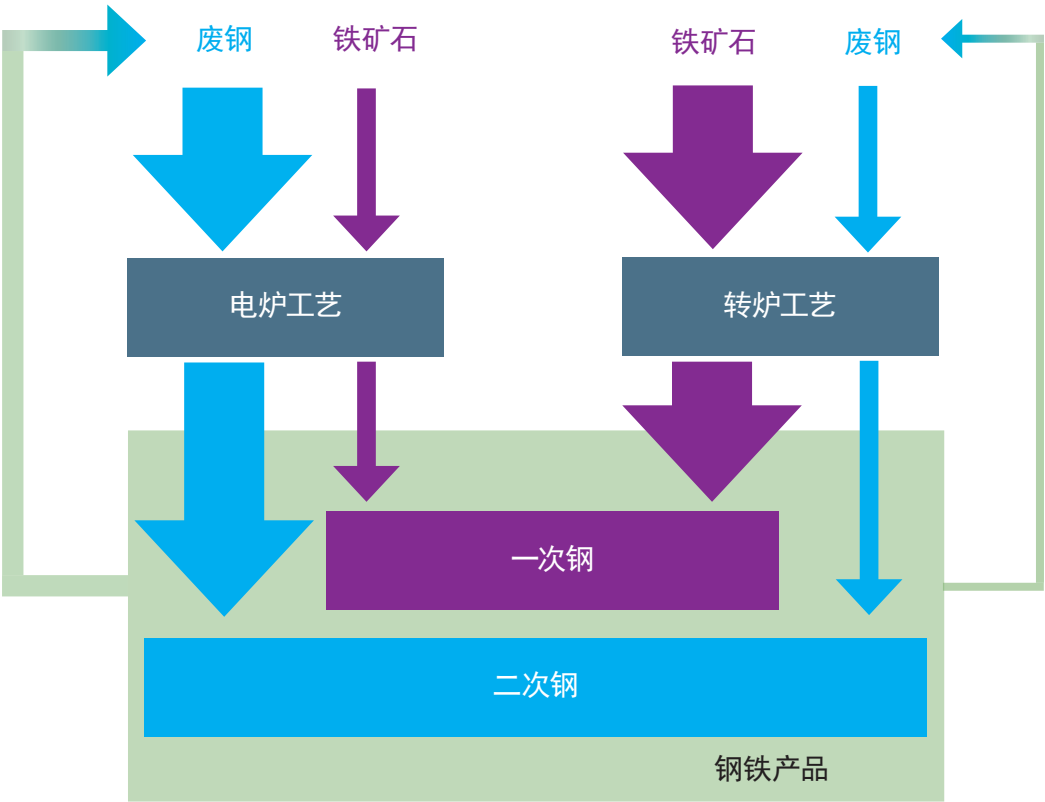 废钢
铁矿石
铁矿石
废钢
电炉工艺
转炉工艺
一次钢
二次钢
钢铁产品